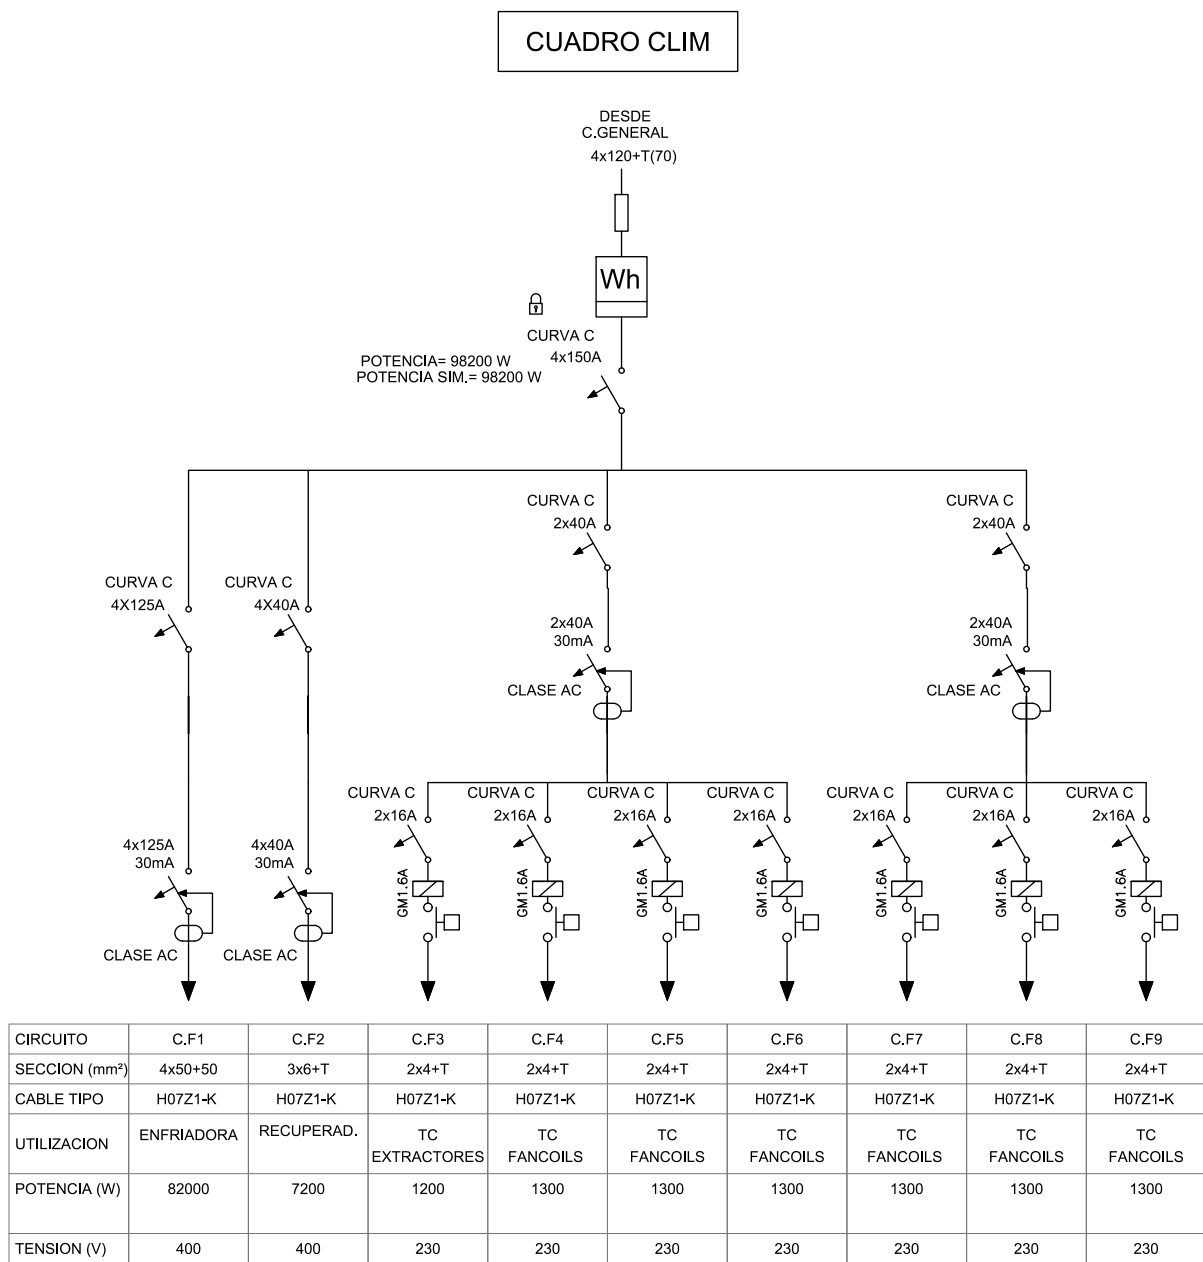 CUADRO CLIM
DESDE
C.GENERAL
4x120+T(70)
Wh
CURVA C
4x150A
POTENCIA= 98200 W
POTENCIA SIM.= 98200 W
CURVA C
2x40A
CURVA C
2x40A
CURVA C
4X125A
CURVA C
4X40A
2x40A
30mA
CLASE AC
2x40A
30mA
CLASE AC
CURVA C
2x16A
CURVA C
2x16A
CURVA C
2x16A
CURVA C
2x16A
CURVA C
2x16A
CURVA C
2x16A
CURVA C
2x16A
4x125A
30mA
CLASE AC
4x40A
30mA
CLASE AC
GM1.6A
GM1.6A
GM1.6A
GM1.6A
GM1.6A
GM1.6A
GM1.6A
CIRCUITO C.F1 C.F2 C.F3 C.F4 C.F5 C.F6 C.F7 C.F8 C.F9
SECCION (mm²) 4x50+50 3x6+T 2x4+T 2x4+T 2x4+T 2x4+T 2x4+T 2x4+T 2x4+T
CABLE TIPO H07Z1-K H07Z1-K H07Z1-K H07Z1-K H07Z1-K H07Z1-K H07Z1-K H07Z1-K H07Z1-K
UTILIZACION ENFRIADORA RECUPERAD. TC EXTRACTORES TC FANCOILS TC FANCOILS TC FANCOILS TC FANCOILS TC FANCOILS TC FANCOILS
POTENCIA (W) 82000 7200 1200 1300 1300 1300 1300 1300 1300
TENSION (V) 400 400 230 230 230 230 230 230 230